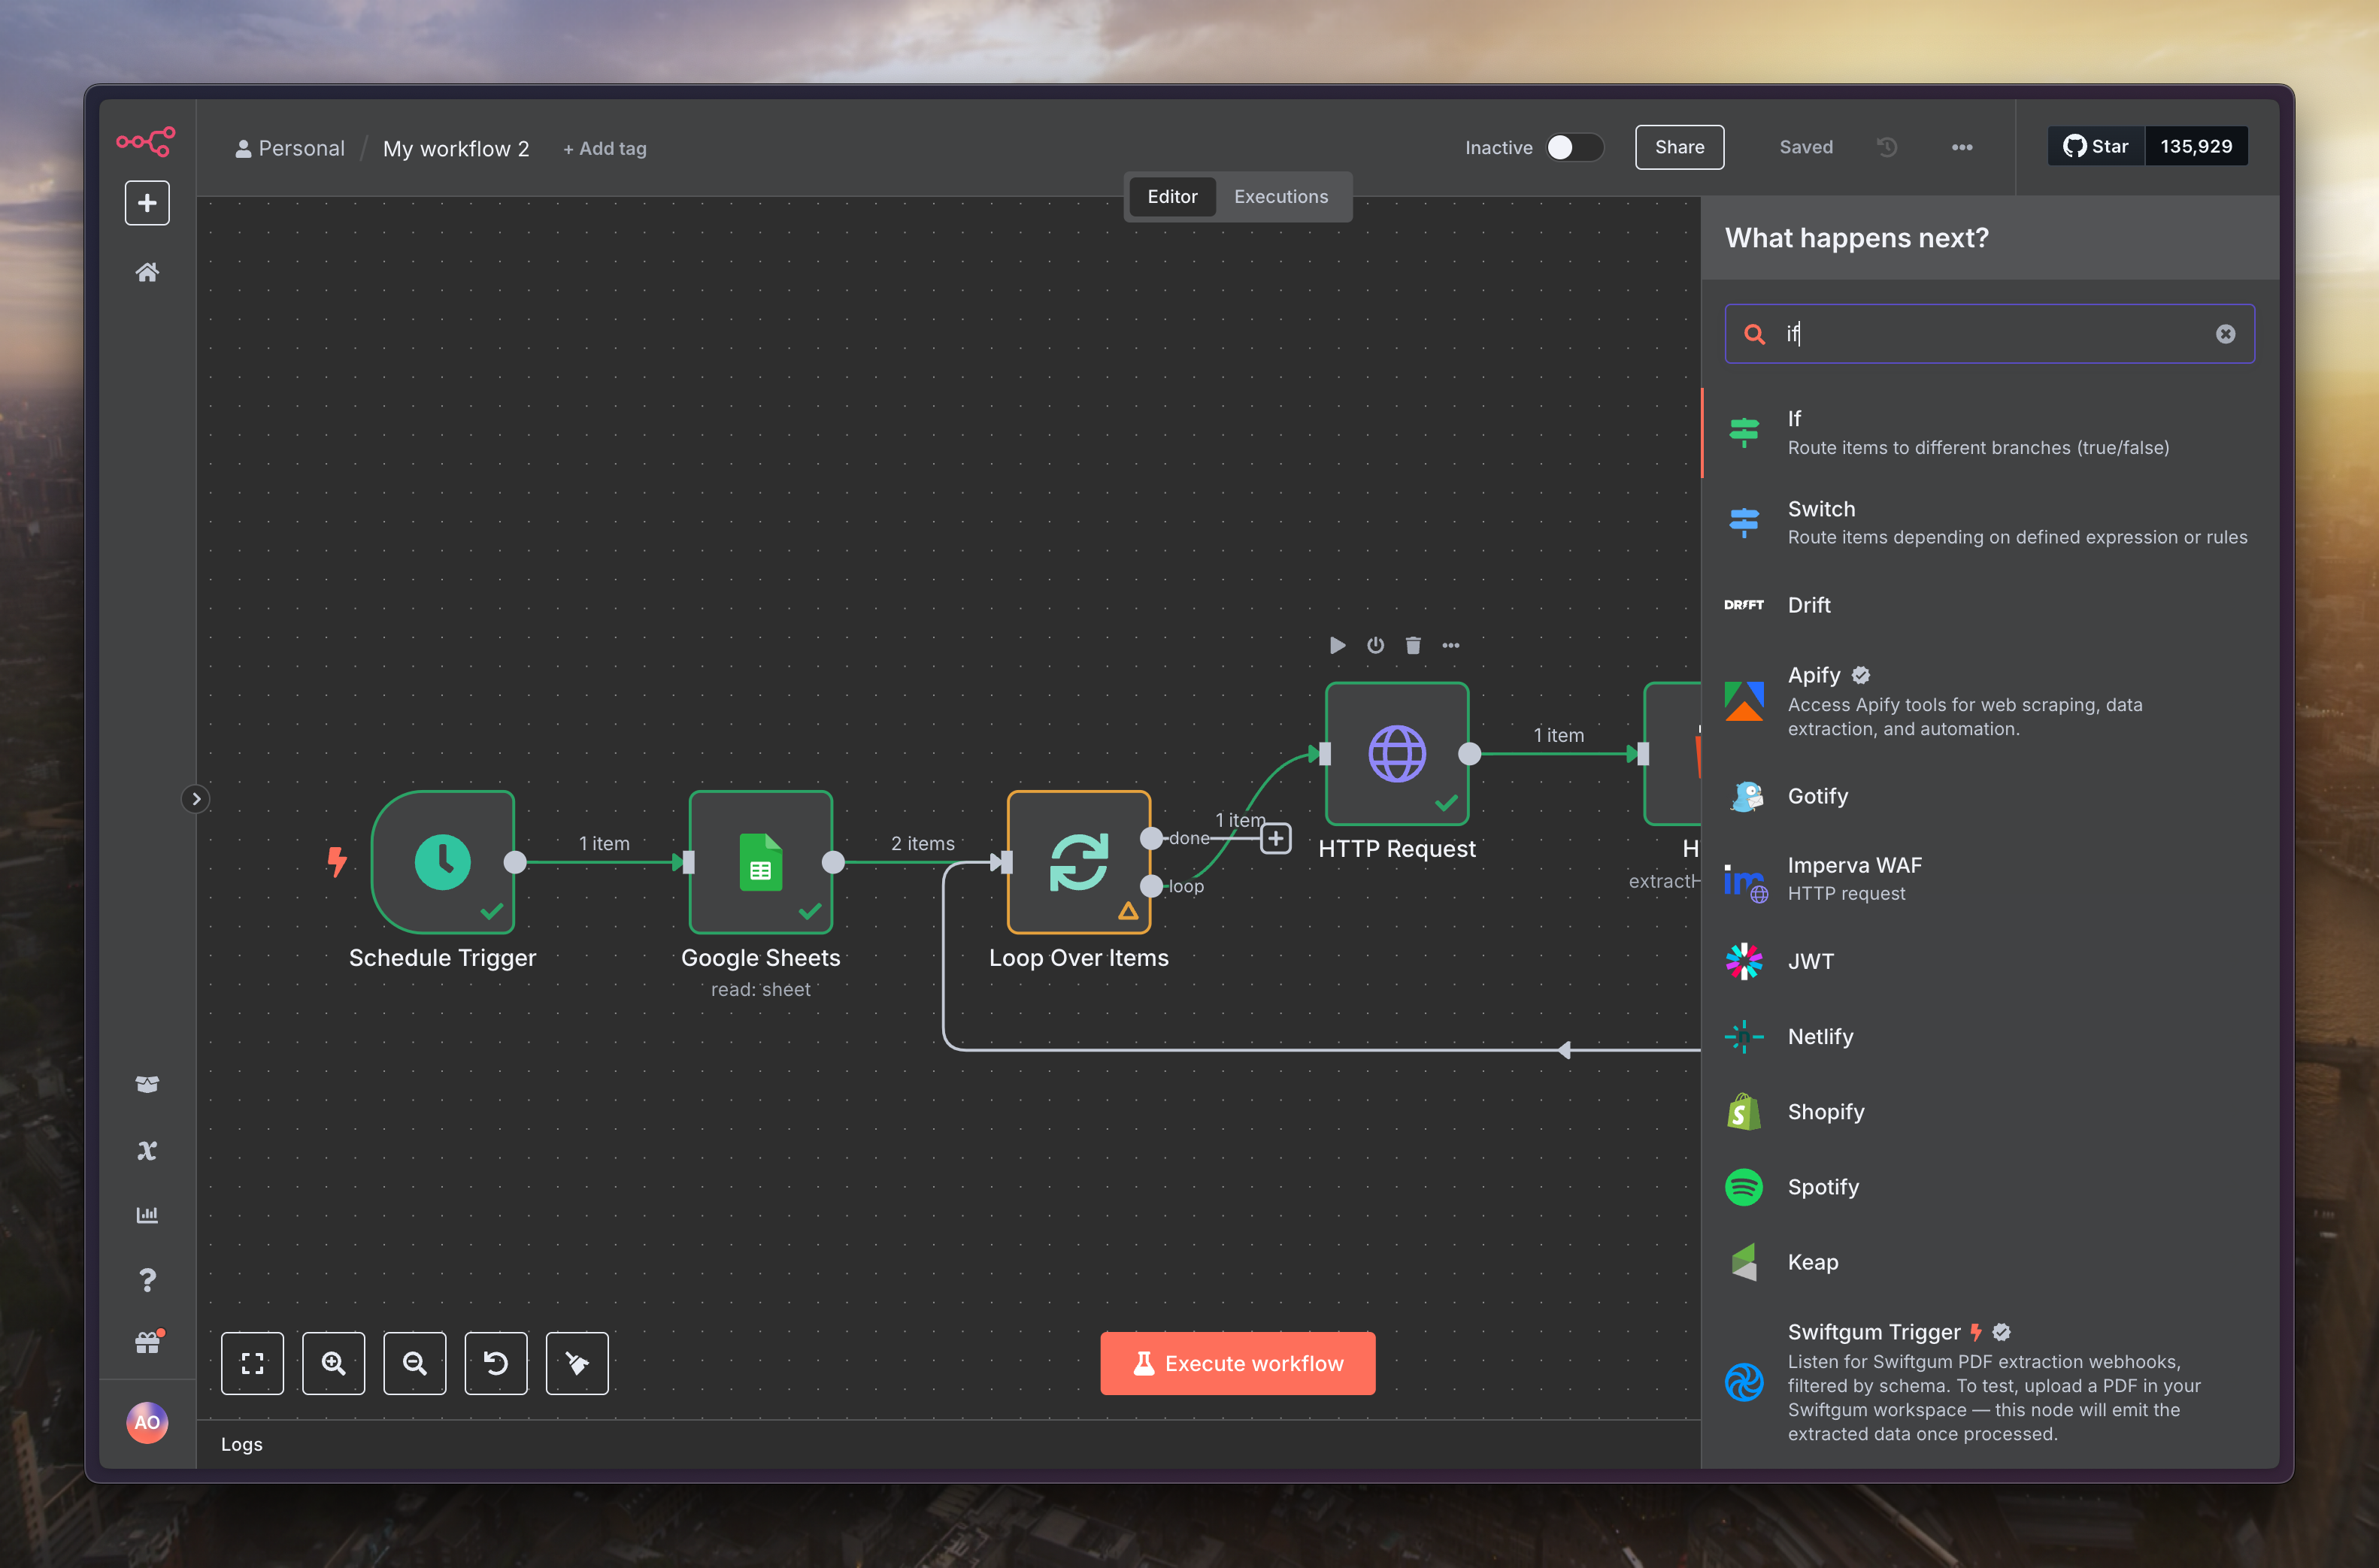 Personal / My workflow 2 + Add tag
Inactive
Share
Saved
Star 135,929
Editor Executions
What happens next?
if
If
Route items to different branches (true/false)
Switch
Route items depending on defined expression or rules
DRIFT
Drift
Apify
Access Apify tools for web scraping, data
extraction, and automation.
Gotify
im
Imperva WAF
HTTP request
JWT
n
Netlify
Shopify
Spotify
Keap
Swiftgum Trigger
Listen for Swiftgum PDF extraction webhooks,
filtered by schema. To test, upload a PDF in your
Swiftgum workspace — this node will emit the
extracted data once processed.
1 item
HTTP Request
H
extractH
1 item
2 items
1 item
done
loop
Schedule Trigger
Google Sheets
read: sheet
Loop Over Items
Execute workflow
AO
Logs